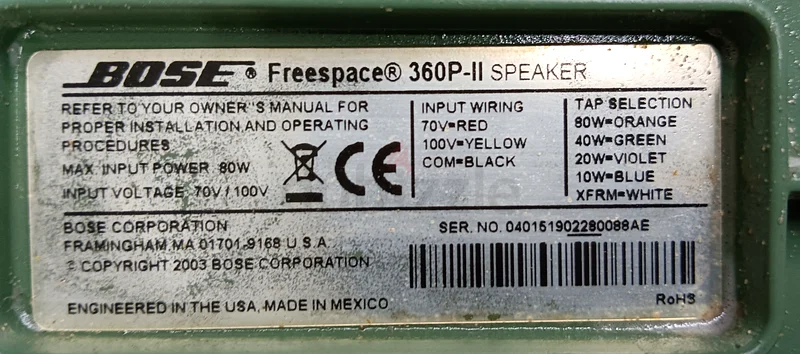 BOSE® Freespace® 360P-II SPEAKER
REFER TO YOUR OWNER'S MANUAL FOR
PROPER INSTALLATION AND OPERATING
PROCEDURES
MAX. INPUT POWER 80W
INPUT VOLTAGE 70V / 100V
CE
INPUT WIRING
70V=RED
100V=YELLOW
COM=BLACK
TAP SELECTION
80W=ORANGE
40W=GREEN
20W=VIOLET
10W=BLUE
XFRM=WHITE
BOSE CORPORATION
FRAMINGHAM, MA 01701-9168 U.S.A.
© COPYRIGHT 2003 BOSE CORPORATION
ENGINEERED IN THE USA, MADE IN MEXICO
SER. NO. 040151902280088AE
RoHS